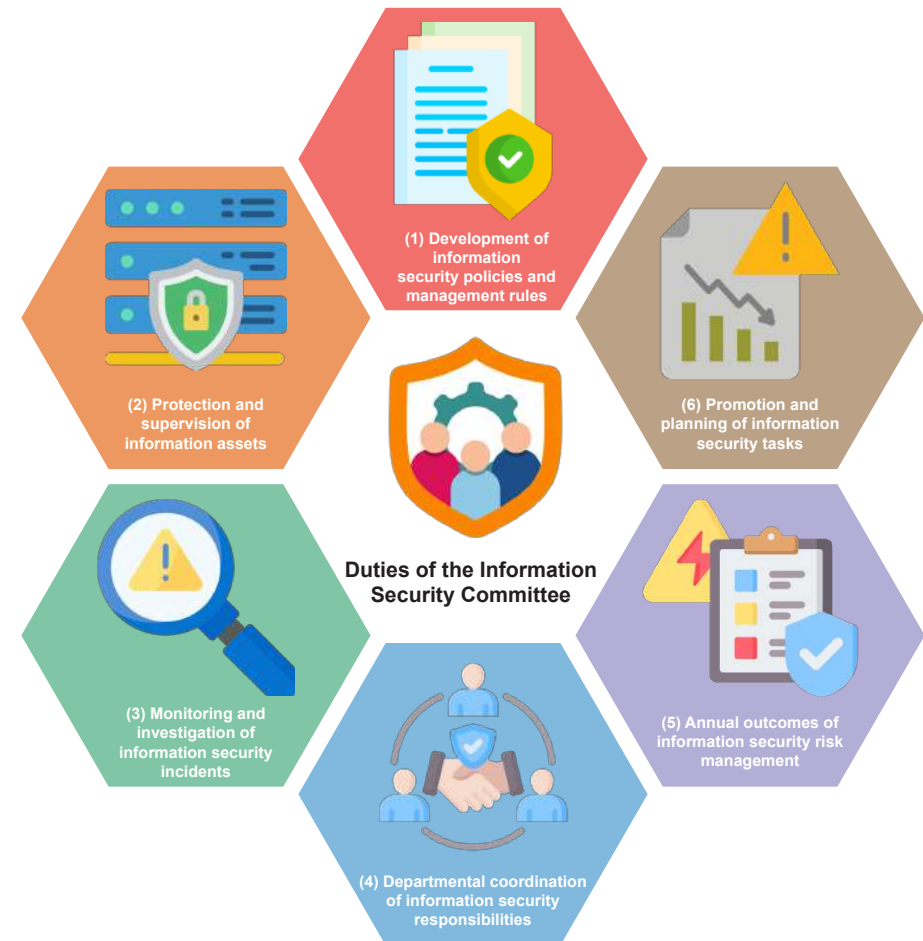 (1) Development of
information
security policies and
management rules
(2) Protection and
supervision of
information assets
(6) Promotion and
planning of information
security tasks
Duties of the Information
Security Committee
(3) Monitoring and
investigation of
information security
incidents
(5) Annual outcomes of
information security risk
management
(4) Departmental coordination
of information security
responsibilities